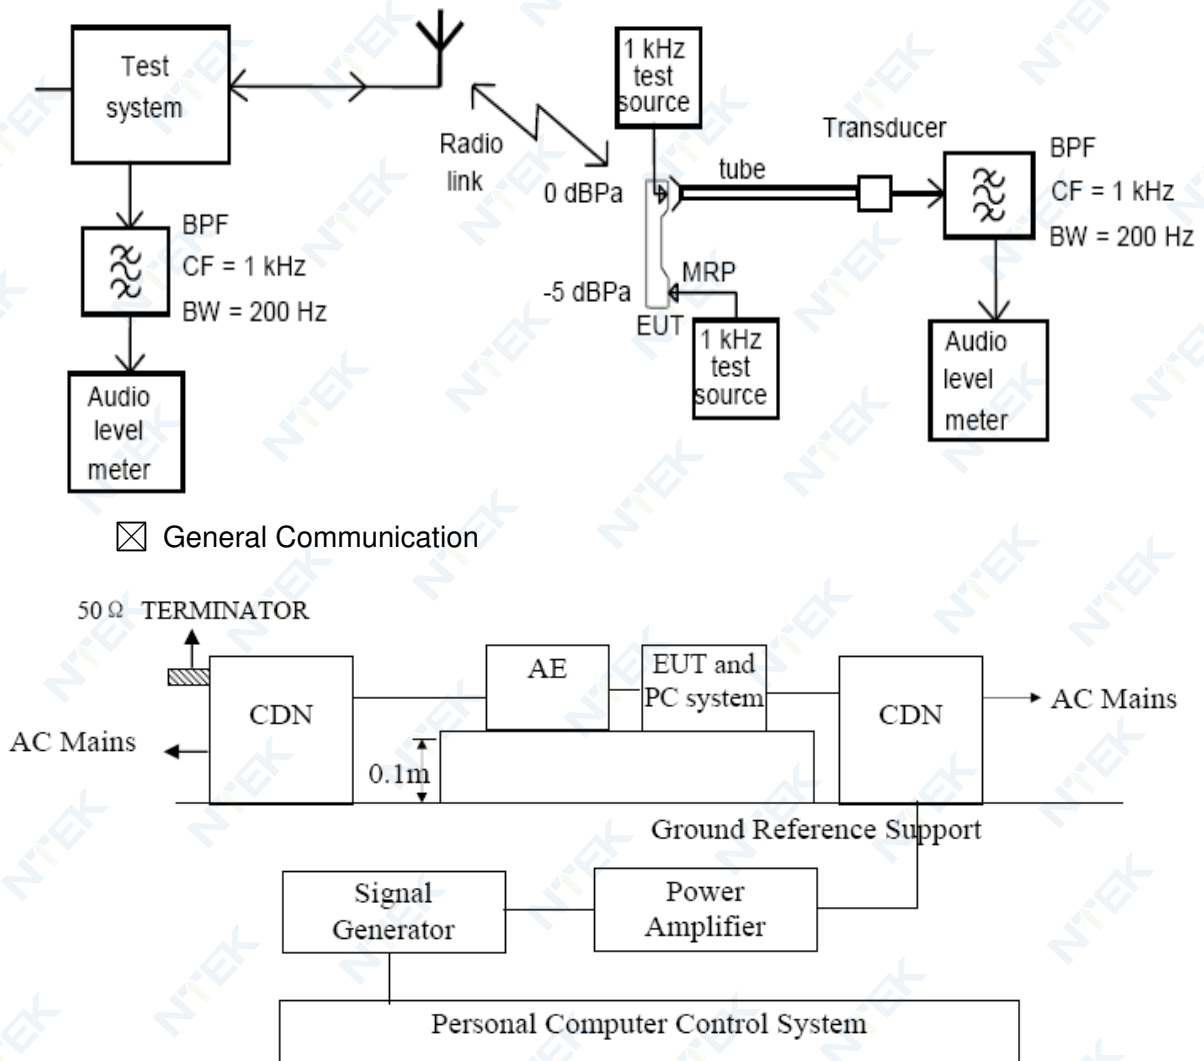 Test
system
Radio
link
BPF
CF = 1 kHz
BW = 200 Hz
Audio
level
meter
1 kHz
test
source
0 dBPa
tube
Transducer
BPF
CF = 1 kHz
BW = 200 Hz
-5 dBPa
MRP
EUT
1 kHz
test
source
Audio
level
meter
General Communication
50 Ω TERMINATOR
CDN
AC Mains
AE
EUT and
PC system
CDN
AC Mains
0.1m
Ground Reference Support
Signal
Generator
Power
Amplifier
Personal Computer Control System
NTEK